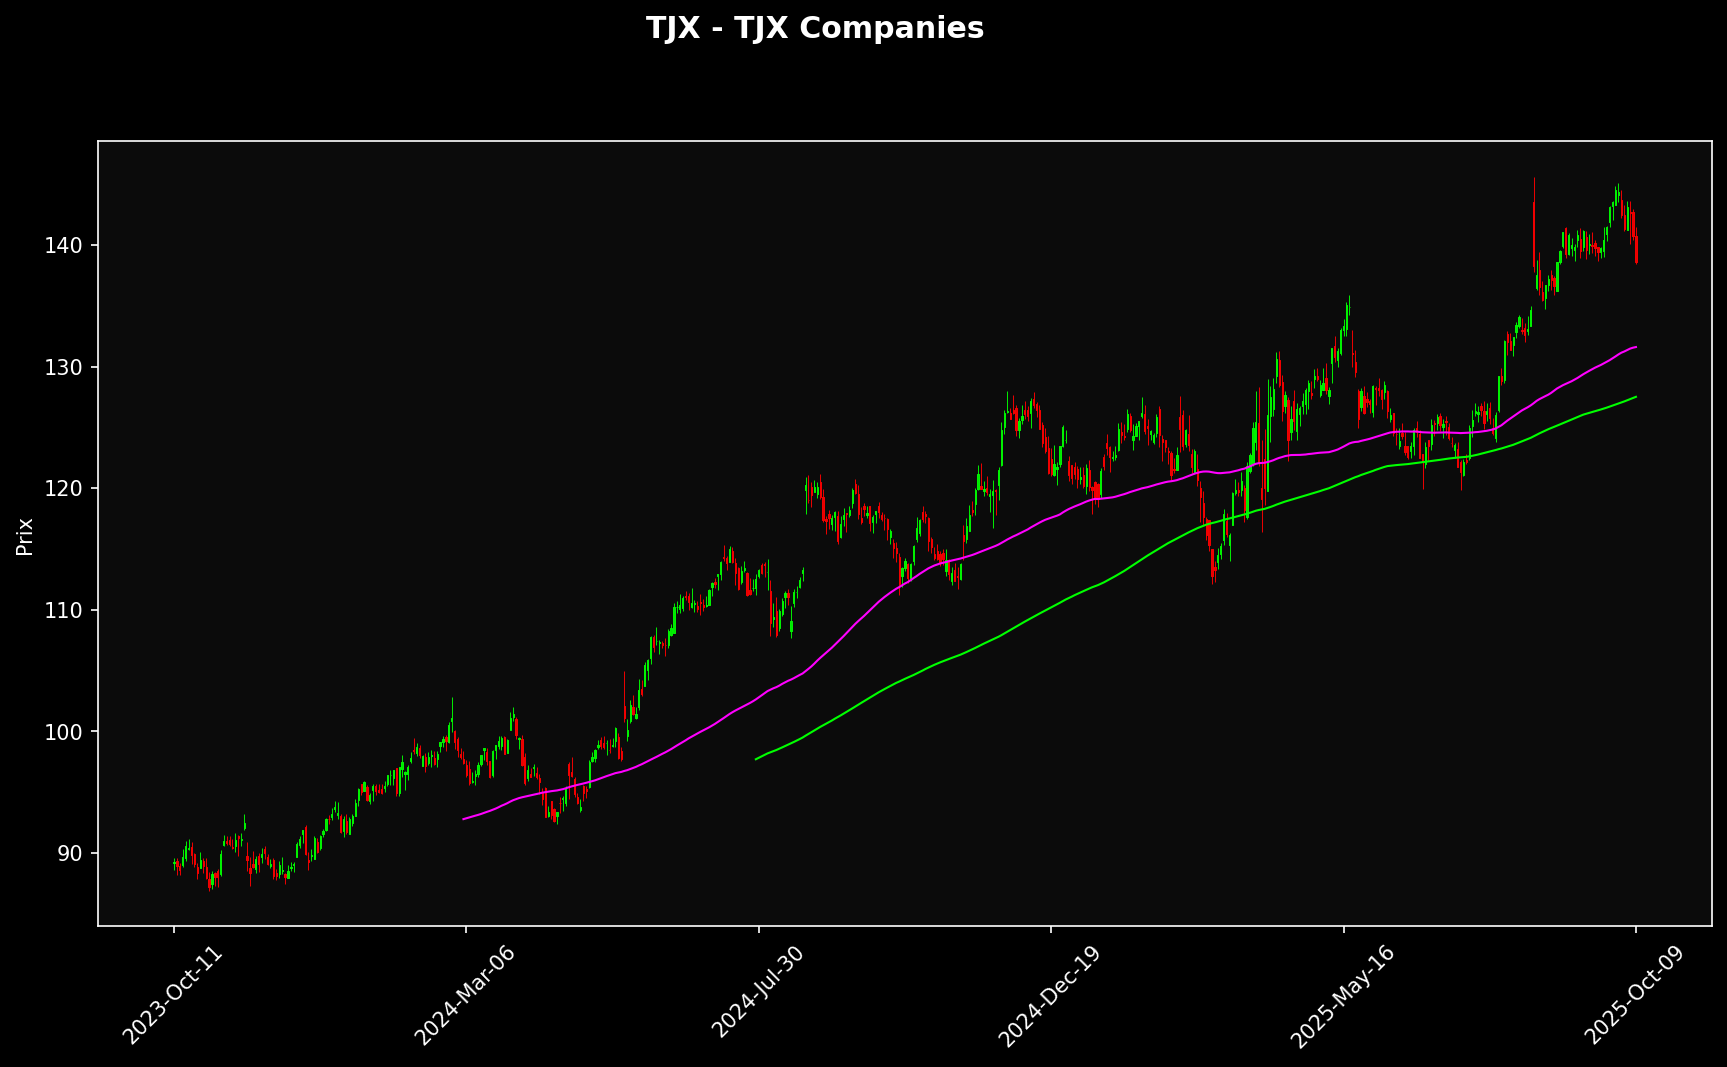 TJX - TJX Companies
Prix
140
130
120
110
100
90
2023-Oct-11
2024-Mar-06
2024-Jul-30
2024-Dec-19
2025-May-16
2025-Oct-09